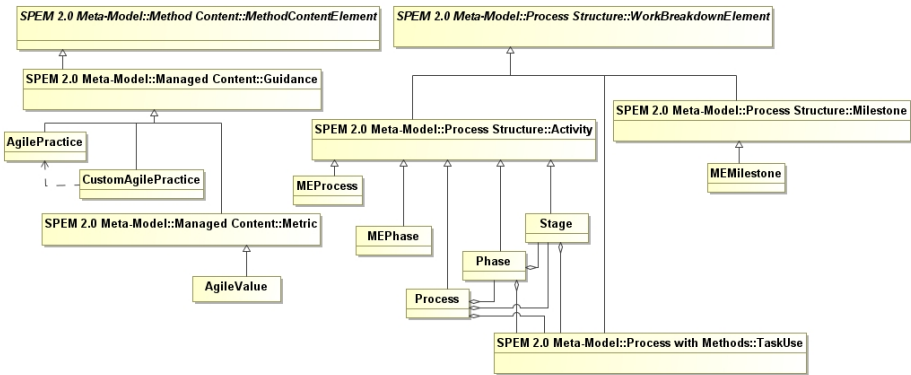 SPEM 2.0 Meta-Model::Method Content::MethodContentElement
SPEM 2.0 Meta-Model::Process Structure::WorkBreakdownElement
SPEM 2.0 Meta-Model::Managed Content::Guidance
SPEM 2.0 Meta-Model::Process Structure::Milestone
SPEM 2.0 Meta-Model::Process Structure::Activity
AgilePractice
CustomAgilePractice
MEProcess
MEMilestone
SPEM 2.0 Meta-Model::Managed Content::Metric
Stage
MEPhase
Phase
AgileValue
Process
SPEM 2.0 Meta-Model::Process with Methods::TaskUse